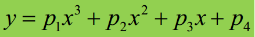 y = p₁x³ + p₂x² + p₃x + p₄